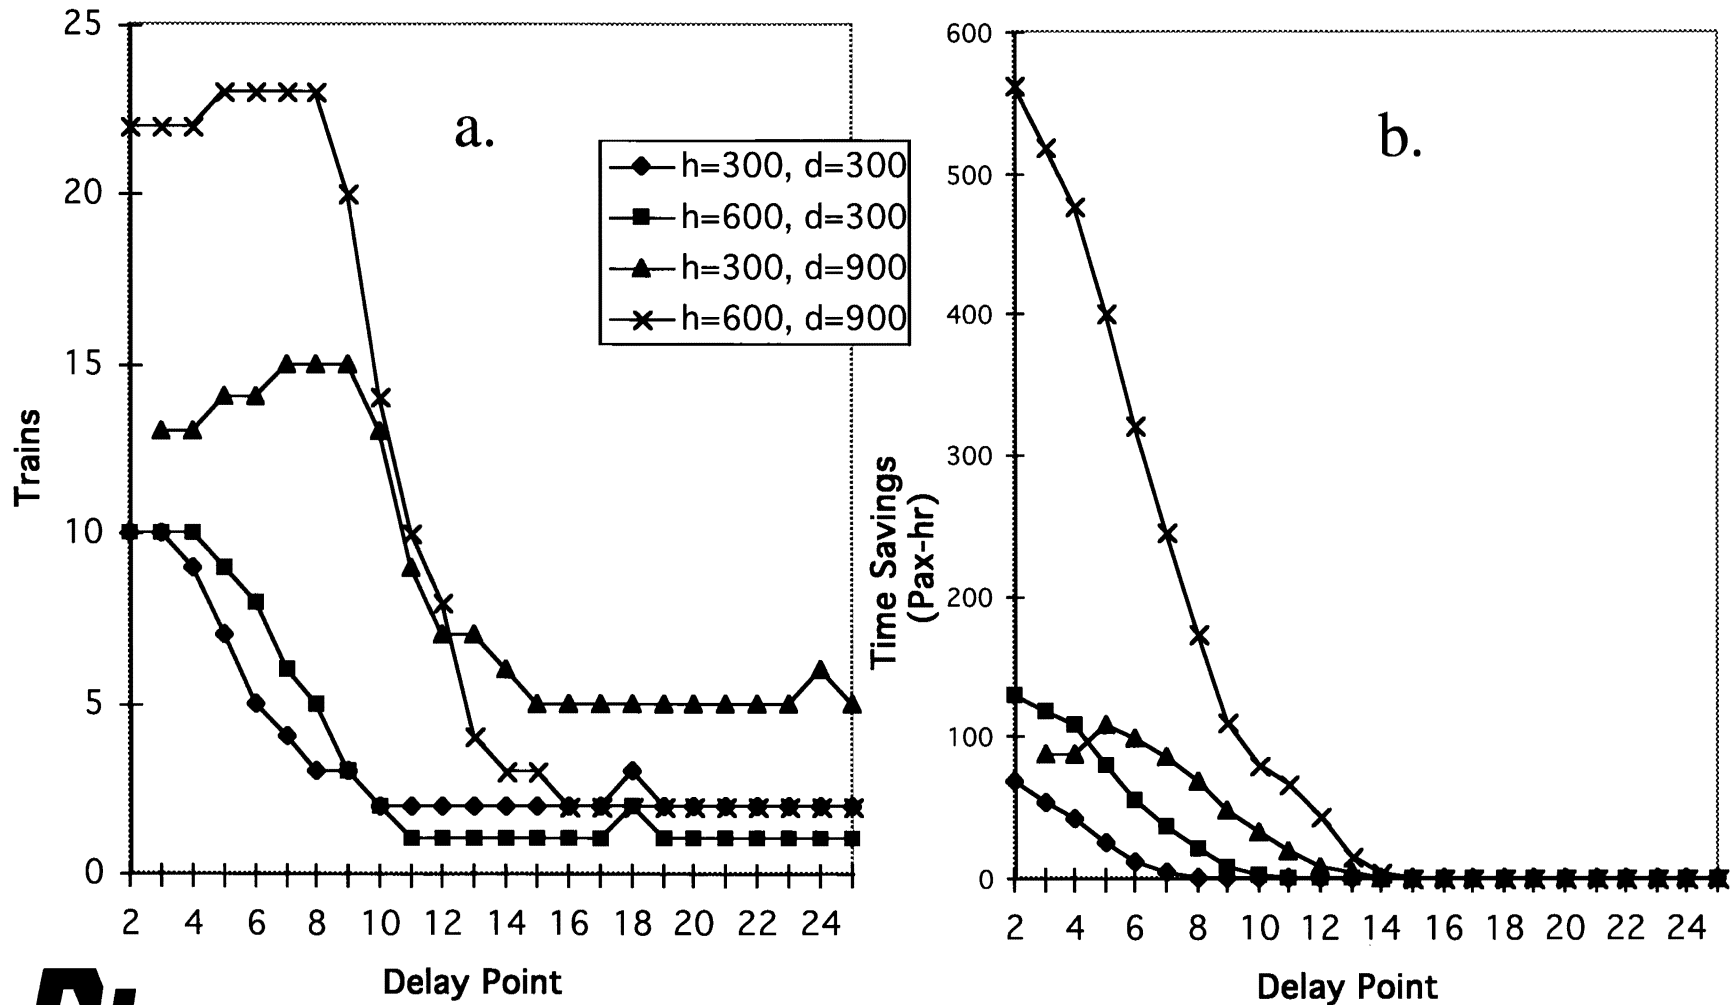 25
20
15
10
5
0
Trains
2 4 6 8 10 12 14 16 18 20 22 24
Delay Point
a.
h=300, d=300
h=600, d=300
h=300, d=900
h=600, d=900
600
500
400
300
200
100
0
Time Savings
(Pax-hr)
2 4 6 8 10 12 14 16 18 20 22 24
Delay Point
b.